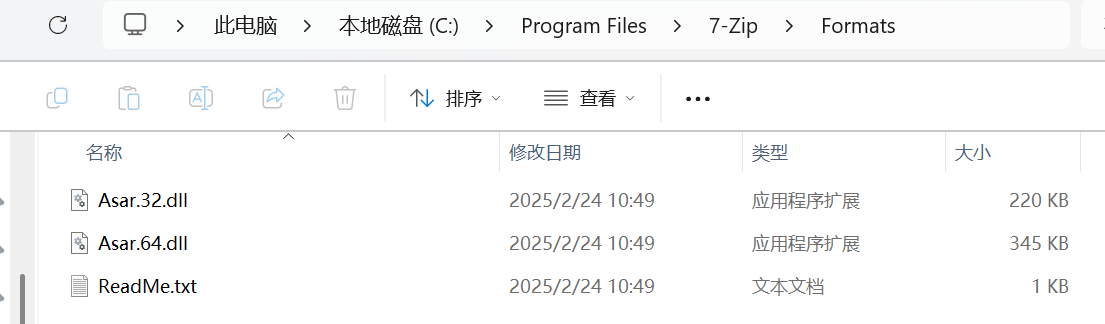 此电脑 本地磁盘 (C:) Program Files 7-Zip Formats
排序 查看
名称 修改日期 类型 大小
Asar.32.dll 2025/2/24 10:49 应用程序扩展 220 KB
Asar.64.dll 2025/2/24 10:49 应用程序扩展 345 KB
ReadMe.txt 2025/2/24 10:49 文本文档 1 KB